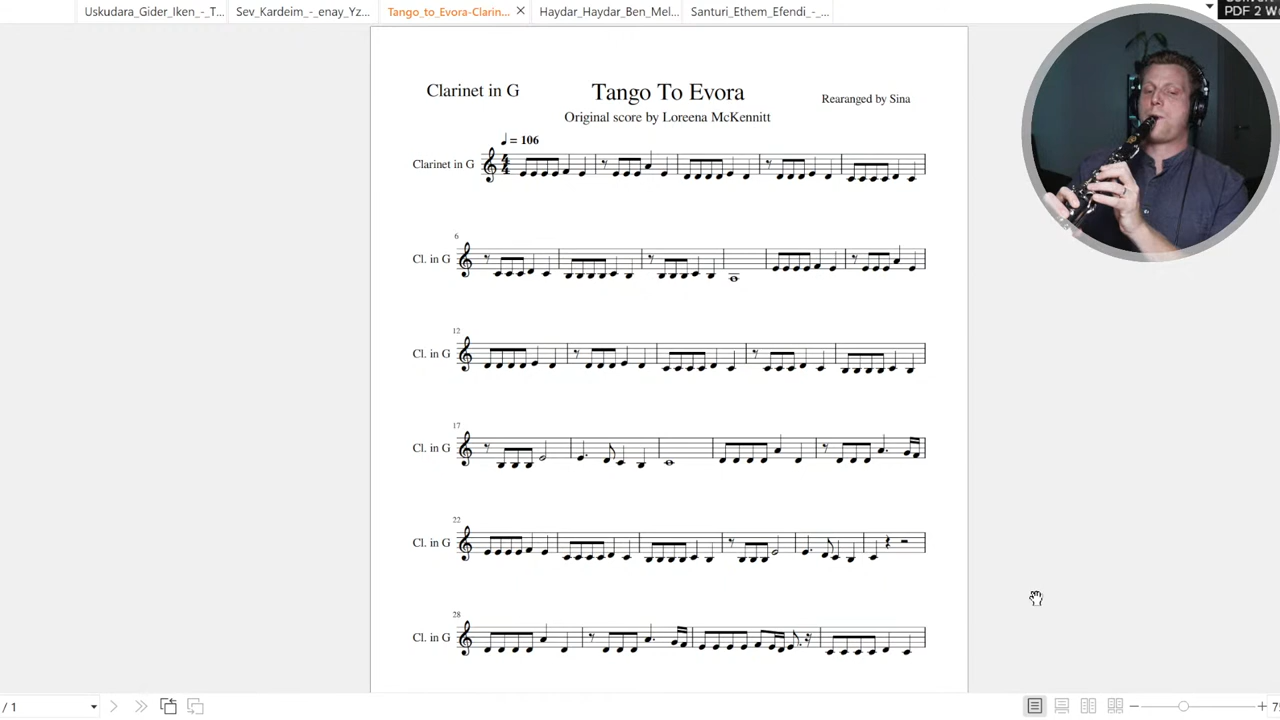 Uskudara_Gider_Iken_-_T... Sev_Kardeim_-_enay_Yz... Tango_to_Evora-Clarin... Haydar_Haydar_Ben_Mel... Santuri_Ethem_Efendi_-_...
PDF 2 W
Clarinet in G
Tango To Evora
Rearanged by Sina
Original score by Loreena McKennitt
♩ = 106
Clarinet in G
6
Cl. in G
12
Cl. in G
17
Cl. in G
22
Cl. in G
28
Cl. in G
/ 1